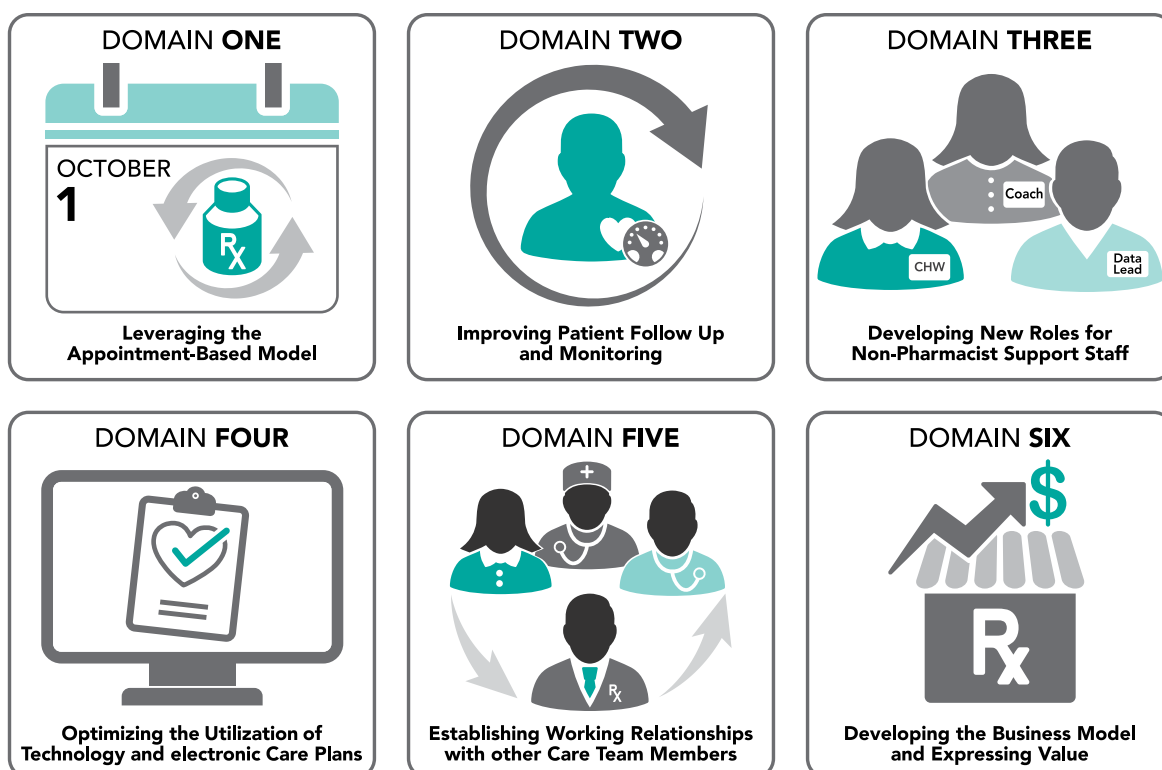 DOMAIN ONE
OCTOBER
1
Rx
Leveraging the
Appointment-Based Model
DOMAIN TWO
Improving Patient Follow Up
and Monitoring
DOMAIN THREE
Coach
CHW
Data
Lead
Developing New Roles for
Non-Pharmacist Support Staff
DOMAIN FOUR
Optimizing the Utilization of
Technology and electronic Care Plans
DOMAIN FIVE
Rx
Establishing Working Relationships
with other Care Team Members
DOMAIN SIX
$
Rx
Developing the Business Model
and Expressing Value